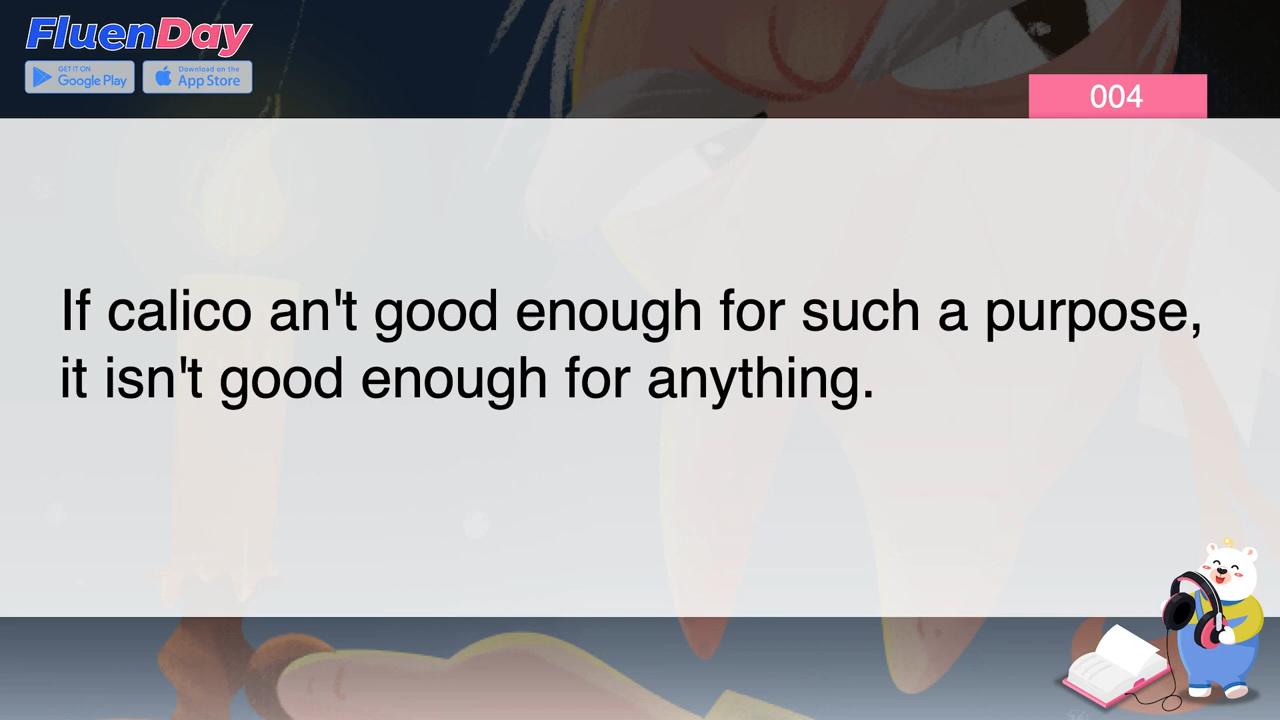 FluenDay
GET IT ON
Google Play
Download on the
App Store
004
If calico an't good enough for such a purpose,
it isn't good enough for anything.